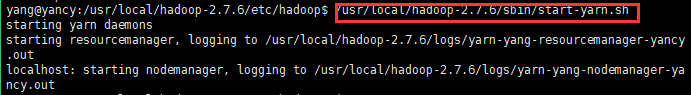 yang@yancy:/usr/local/hadoop-2.7.6/etc/hadoop$ /usr/local/hadoop-2.7.6/sbin/start-yarn.sh
starting yarn daemons
starting resourcemanager, logging to /usr/local/hadoop-2.7.6/logs/yarn-yang-resourcemanager-yancy
.out
localhost: starting nodemanager, logging to /usr/local/hadoop-2.7.6/logs/yarn-yang-nodemanager-ya
ncy.out